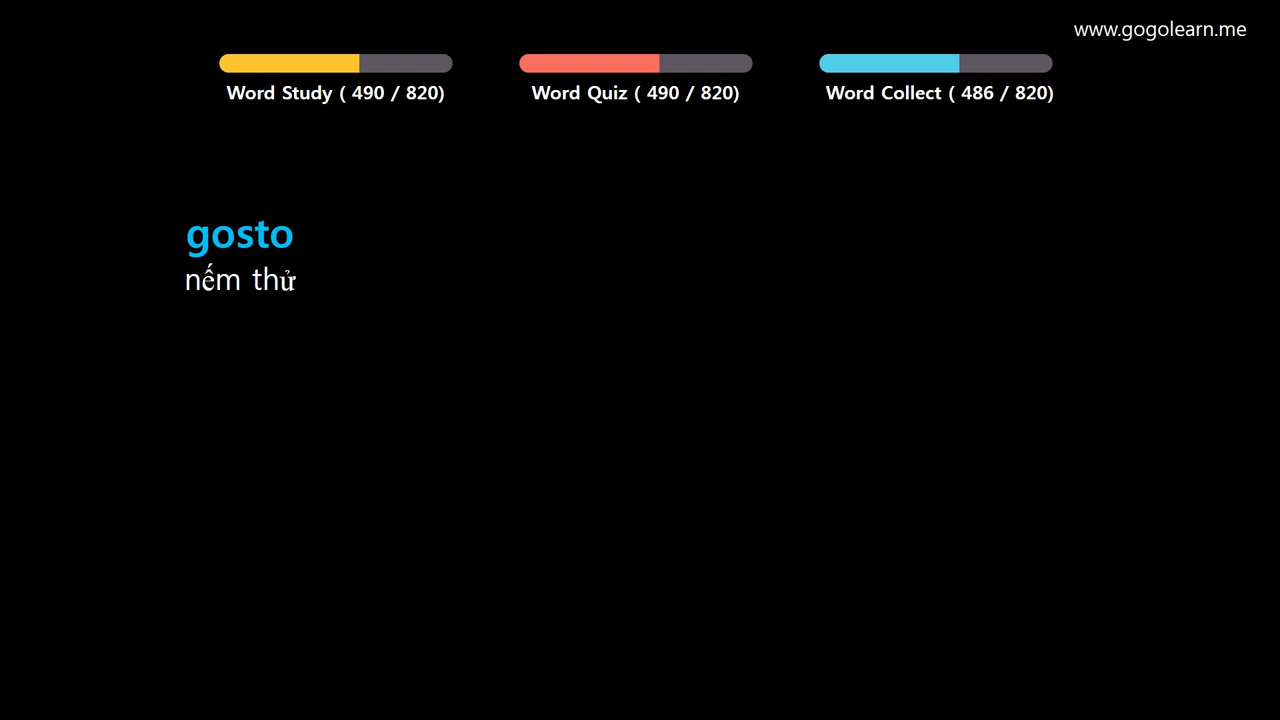 www.gogolearn.me
Word Study ( 490 / 820)
Word Quiz ( 490 / 820)
Word Collect ( 486 / 820)
gosto
nếm thử